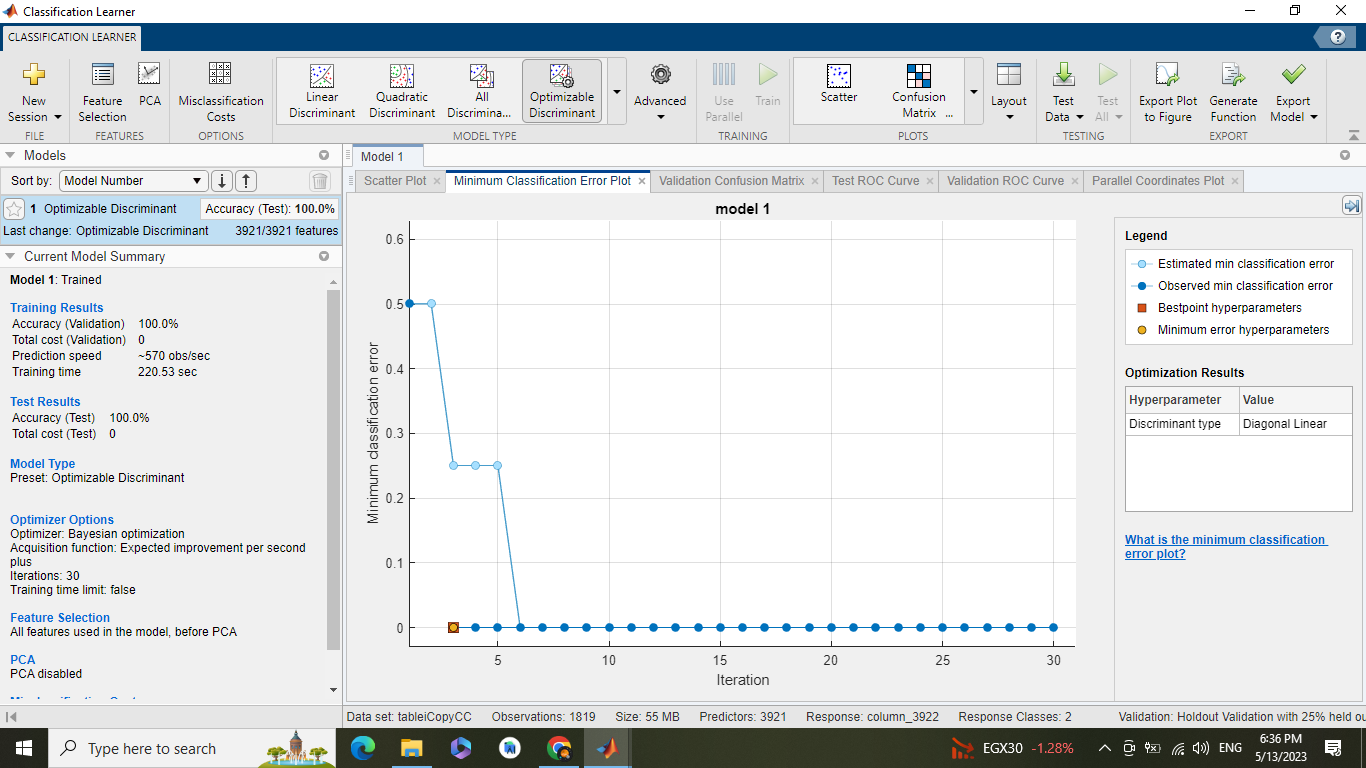 Classification Learner
CLASSIFICATION LEARNER
New Session
Feature Selection
PCA
Misclassification Costs
Linear Discriminant
Quadratic Discriminant
All Discrimina...
Optimizable Discriminant
Advanced
Use Parallel
Train
Scatter
Confusion Matrix ...
Layout
Test Data
Test All
Export Plot to Figure
Generate Function
Export Model
FILE
FEATURES
OPTIONS
MODEL TYPE
TRAINING
PLOTS
TESTING
EXPORT
Models
Sort by: Model Number
1 Optimizable Discriminant Accuracy (Test): 100.0%
Last change: Optimizable Discriminant 3921/3921 features
Current Model Summary
Model 1: Trained
Training Results
Accuracy (Validation) 100.0%
Total cost (Validation) 0
Prediction speed ~570 obs/sec
Training time 220.53 sec
Test Results
Accuracy (Test) 100.0%
Total cost (Test) 0
Model Type
Preset: Optimizable Discriminant
Optimizer Options
Optimizer: Bayesian optimization
Acquisition function: Expected improvement per second
plus
Iterations: 30
Training time limit: false
Feature Selection
All features used in the model, before PCA
PCA
PCA disabled
Model 1
Scatter Plot
Minimum Classification Error Plot
Validation Confusion Matrix
Test ROC Curve
Validation ROC Curve
Parallel Coordinates Plot
model 1
Minimum classification error
0.6
0.5
0.4
0.3
0.2
0.1
0
5 10 15 20 25 30
Iteration
Legend
Estimated min classification error
Observed min classification error
Bestpoint hyperparameters
Minimum error hyperparameters
Optimization Results
Hyperparameter Value
Discriminant type Diagonal Linear
What is the minimum classification
error plot?
Data set: tableiCopyCC Observations: 1819 Size: 55 MB Predictors: 3921 Response: column_3922 Response Classes: 2 Validation: Holdout Validation with 25% held
Type here to search
EGX30 -1.28%
ENG
6:36 PM
5/13/2023